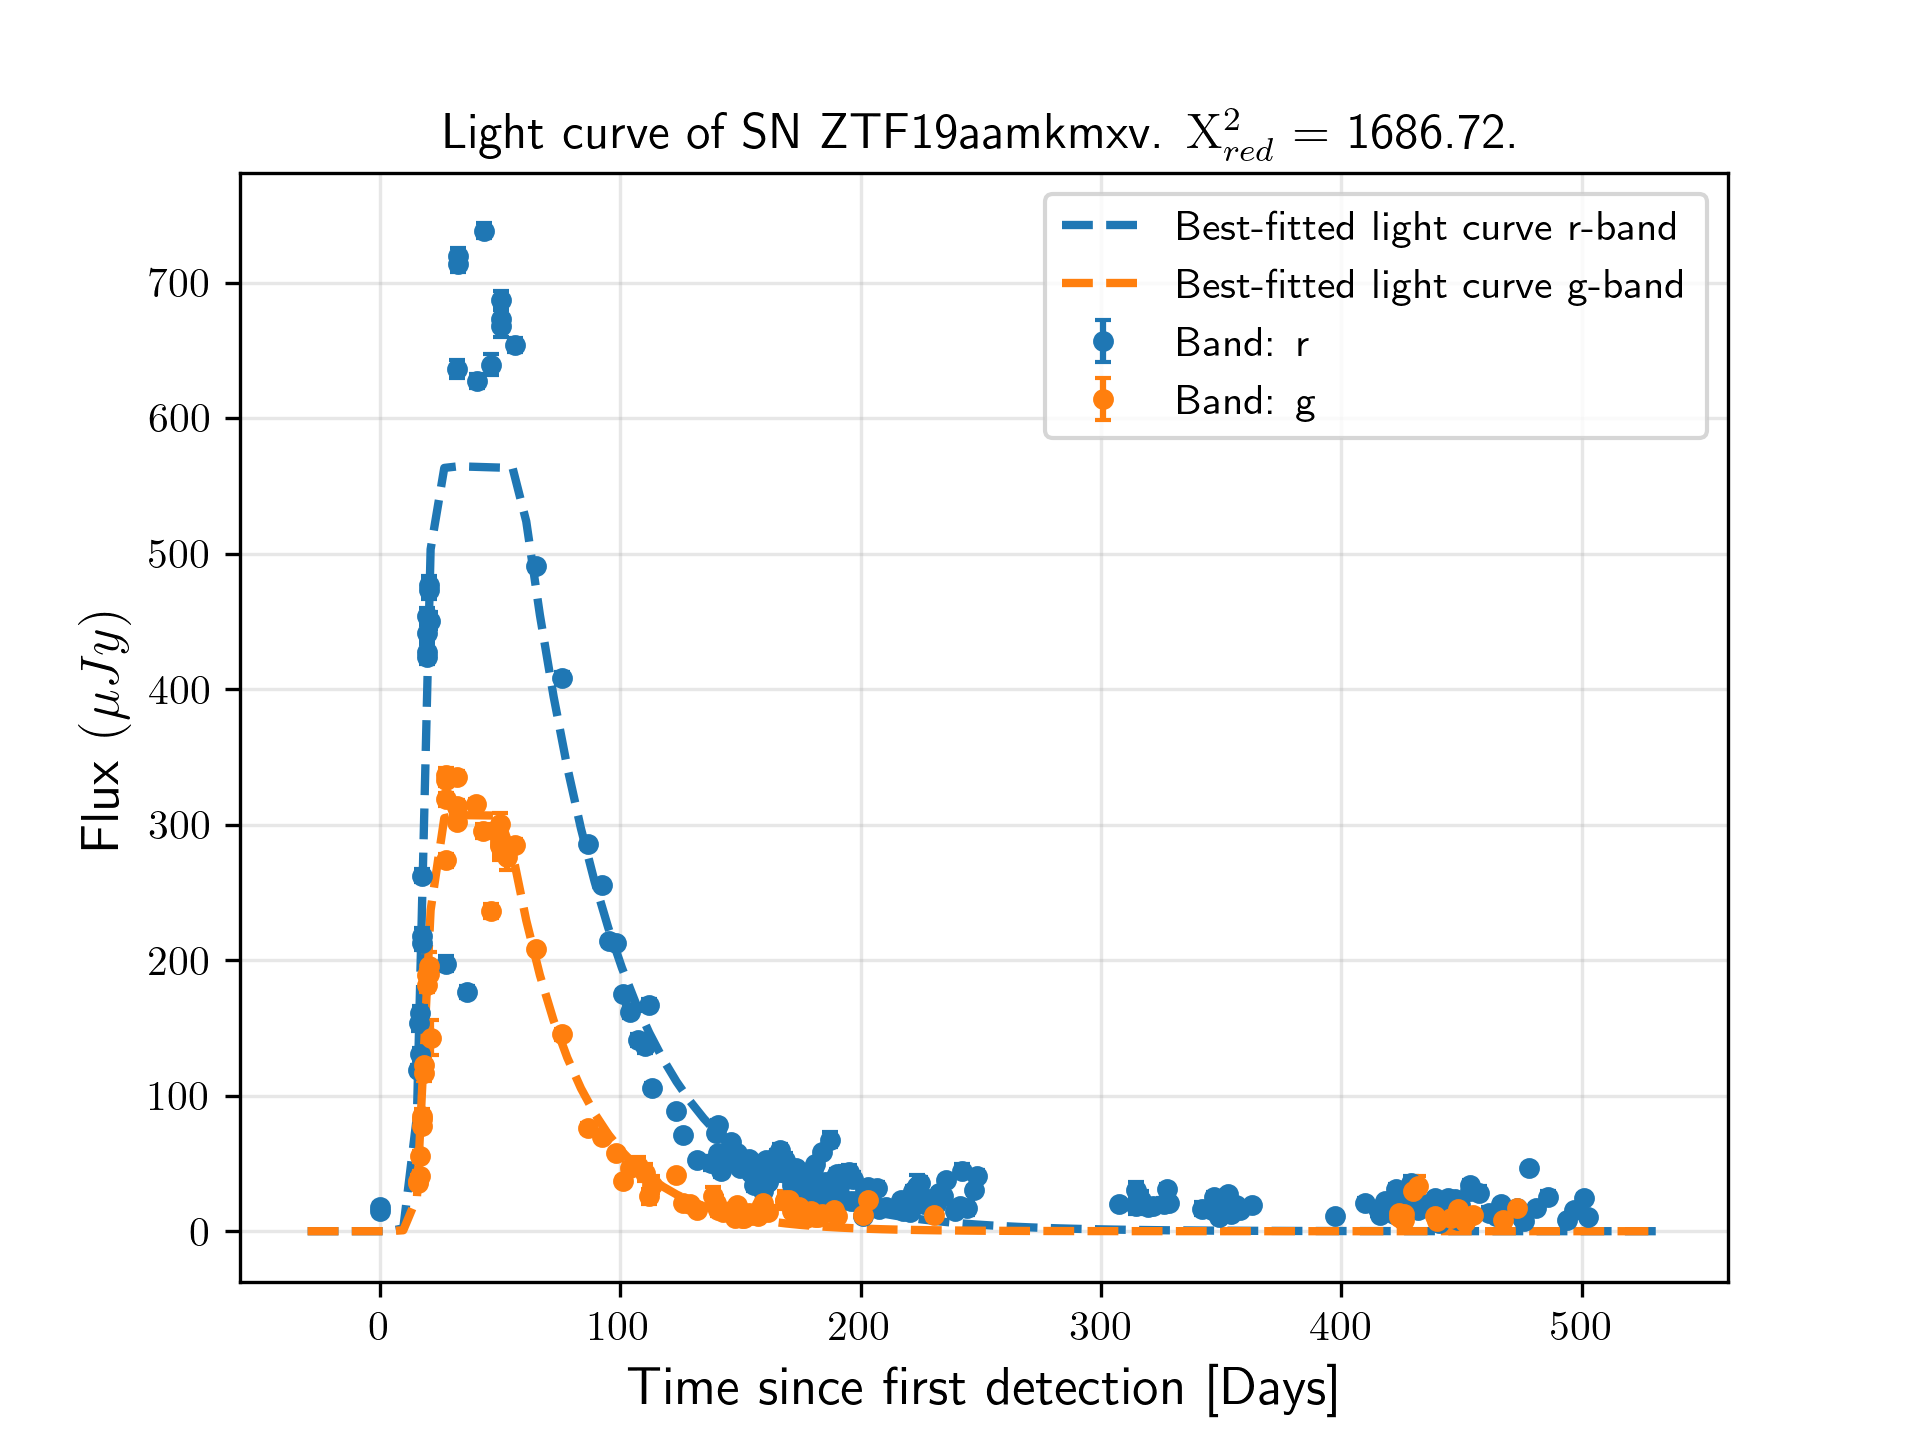 Light curve of SN ZTF19aamkmxv. X²_red = 1686.72.
Best-fitted light curve r-band
Best-fitted light curve g-band
Band: r
Band: g
700
600
500
400
300
200
100
0
Flux (μJy)
0 100 200 300 400 500
Time since first detection [Days]